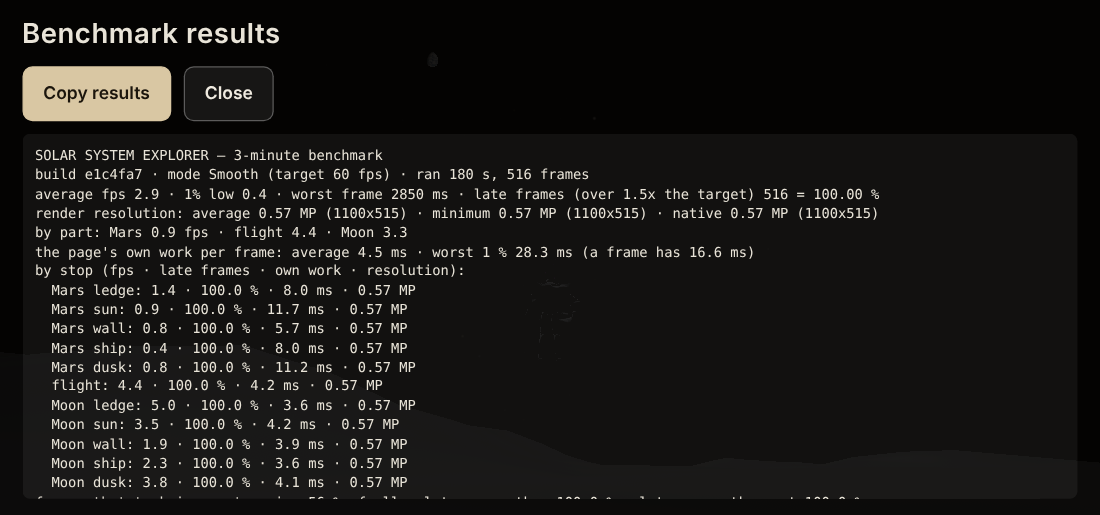 Benchmark results
Copy results
Close
SOLAR SYSTEM EXPLORER — 3-minute benchmark
build e1c4fa7 · mode Smooth (target 60 fps) · ran 180 s, 516 frames
average fps 2.9 · 1% low 0.4 · worst frame 2850 ms · late frames (over 1.5x the target) 516 = 100.00 %
render resolution: average 0.57 MP (1100x515) · minimum 0.57 MP (1100x515) · native 0.57 MP (1100x515)
by part: Mars 0.9 fps · flight 4.4 · Moon 3.3
the page's own work per frame: average 4.5 ms · worst 1 % 28.3 ms (a frame has 16.6 ms)
by stop (fps · late frames · own work · resolution):
Mars ledge: 1.4 · 100.0 % · 8.0 ms · 0.57 MP
Mars sun: 0.9 · 100.0 % · 11.7 ms · 0.57 MP
Mars wall: 0.8 · 100.0 % · 5.7 ms · 0.57 MP
Mars ship: 0.4 · 100.0 % · 8.0 ms · 0.57 MP
Mars dusk: 0.8 · 100.0 % · 11.2 ms · 0.57 MP
flight: 4.4 · 100.0 % · 4.2 ms · 0.57 MP
Moon ledge: 5.0 · 100.0 % · 3.6 ms · 0.57 MP
Moon sun: 3.5 · 100.0 % · 4.2 ms · 0.57 MP
Moon wall: 1.9 · 100.0 % · 3.9 ms · 0.57 MP
Moon ship: 2.3 · 100.0 % · 3.6 ms · 0.57 MP
Moon dusk: 3.8 · 100.0 % · 4.1 ms · 0.57 MP